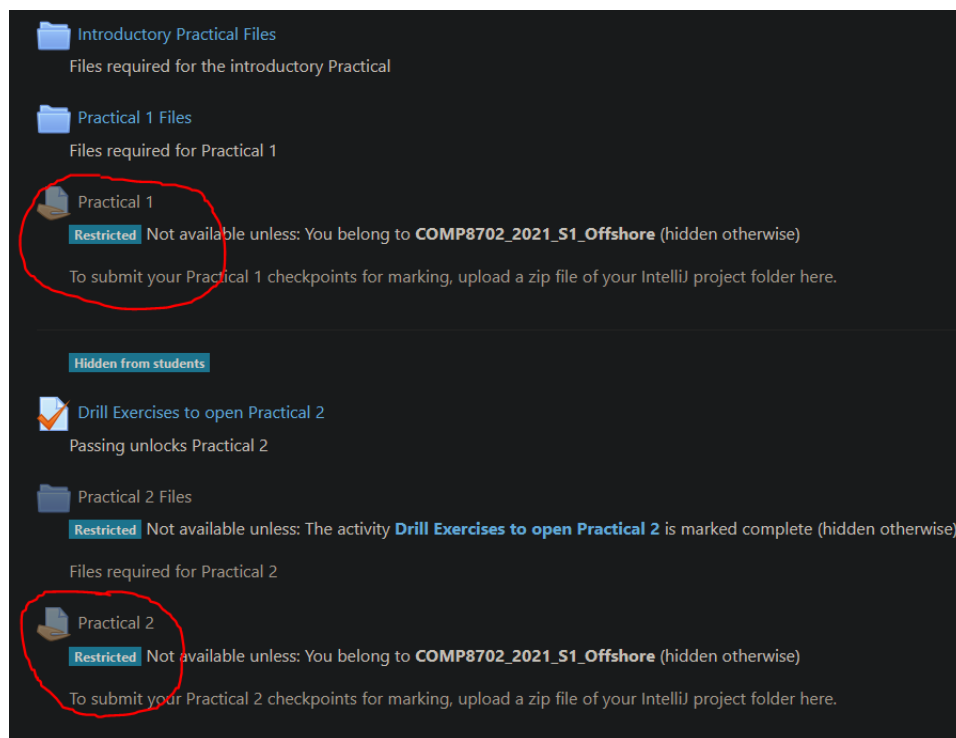 Introductory Practical Files
Files required for the introductory Practical
Practical 1 Files
Files required for Practical 1
Practical 1
Restricted Not available unless: You belong to COMP8702_2021_S1_Offshore (hidden otherwise)
To submit your Practical 1 checkpoints for marking, upload a zip file of your IntelliJ project folder here.
Hidden from students
Drill Exercises to open Practical 2
Passing unlocks Practical 2
Practical 2 Files
Restricted Not available unless: The activity Drill Exercises to open Practical 2 is marked complete (hidden otherwise)
Files required for Practical 2
Practical 2
Restricted Not available unless: You belong to COMP8702_2021_S1_Offshore (hidden otherwise)
To submit your Practical 2 checkpoints for marking, upload a zip file of your IntelliJ project folder here.